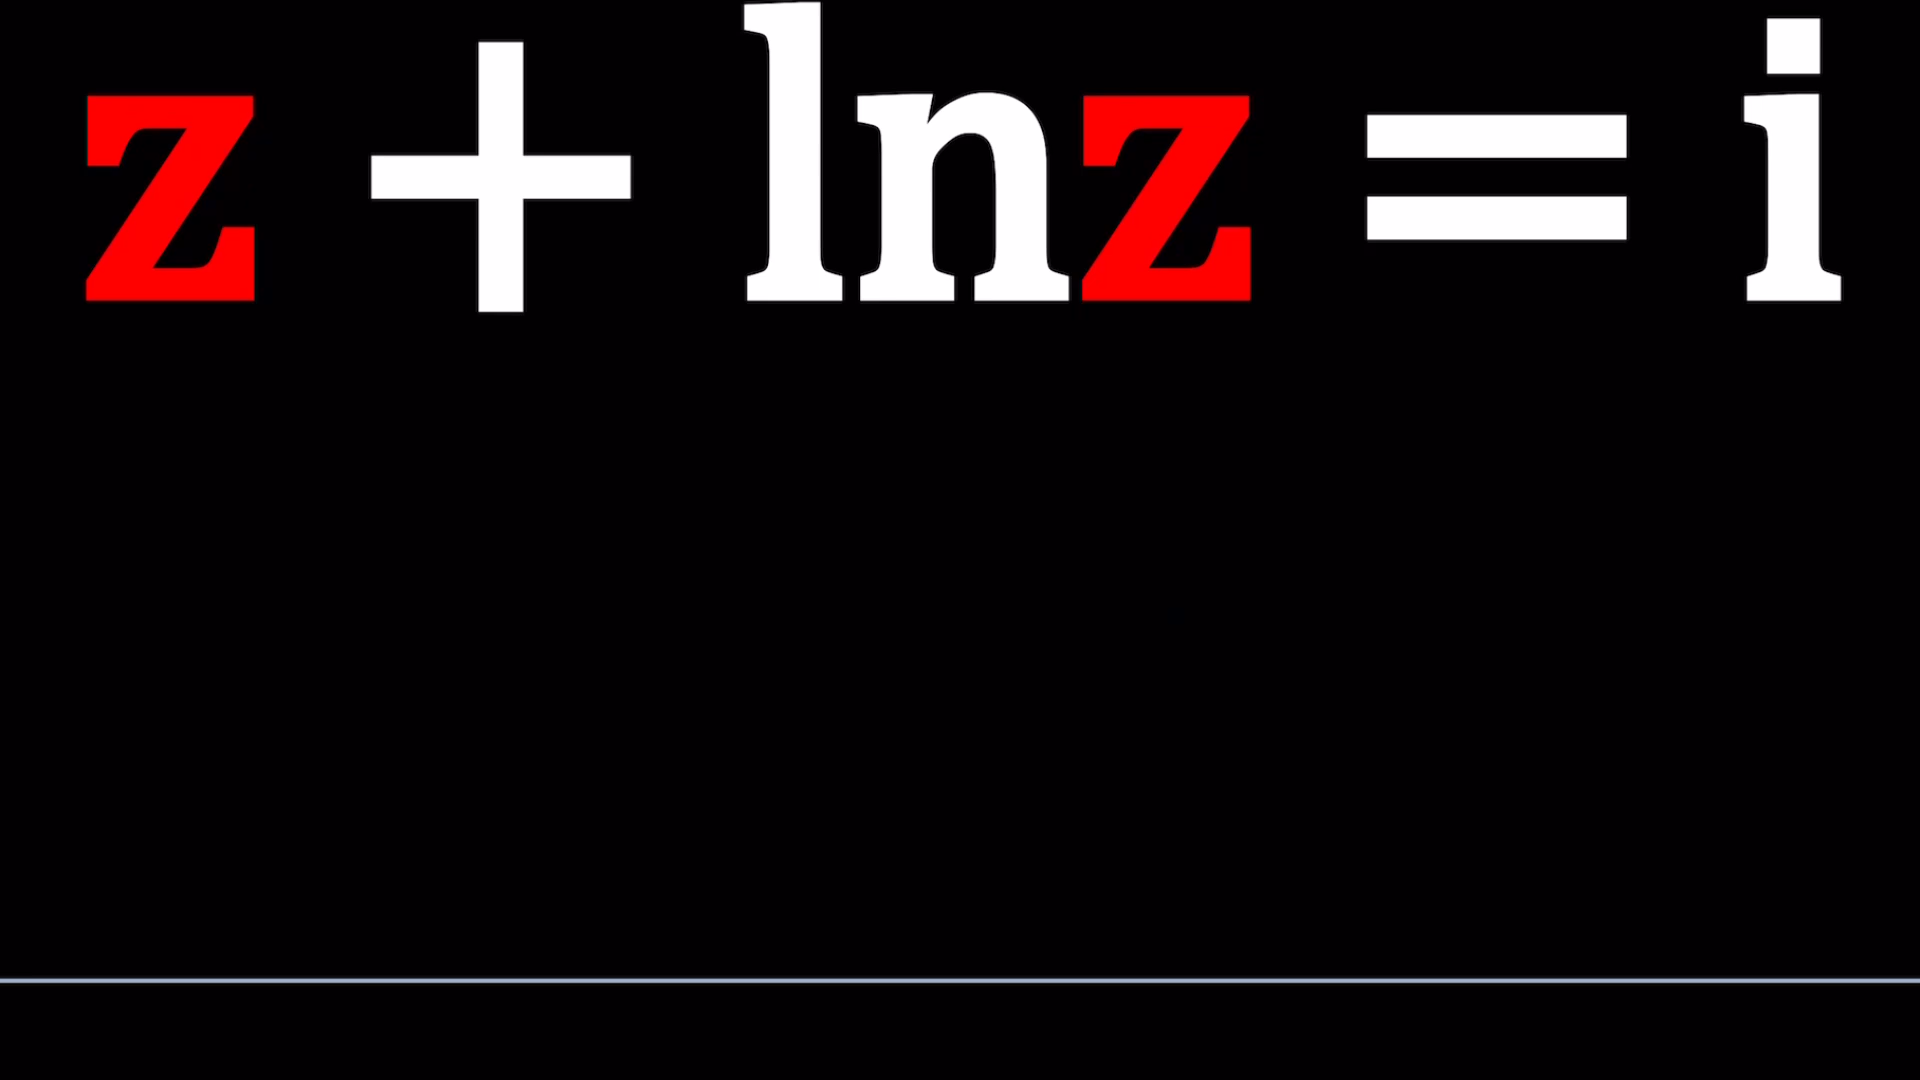 z + lnz = i